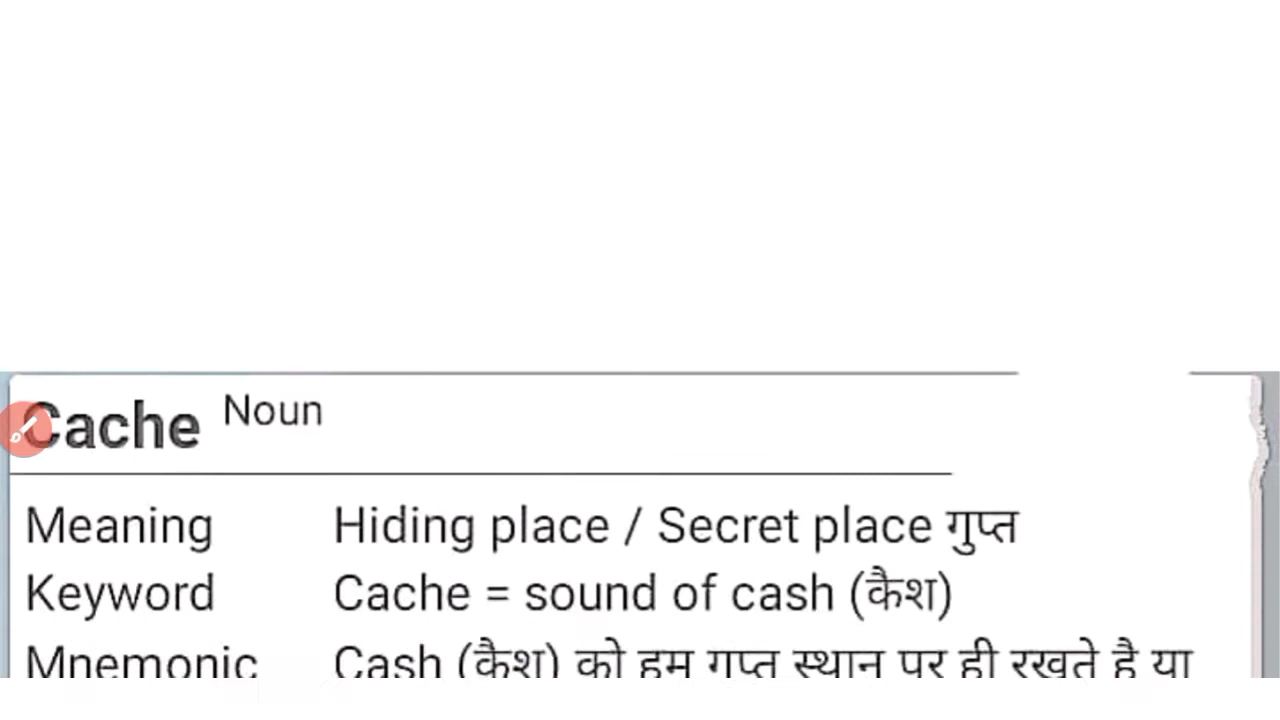 Cache Noun
Meaning Hiding place / Secret place गुप्त
Keyword Cache = sound of cash (कैश)
Mnemonic Cash (कैश) को हम गुप्त स्थान पर ही रखते है या